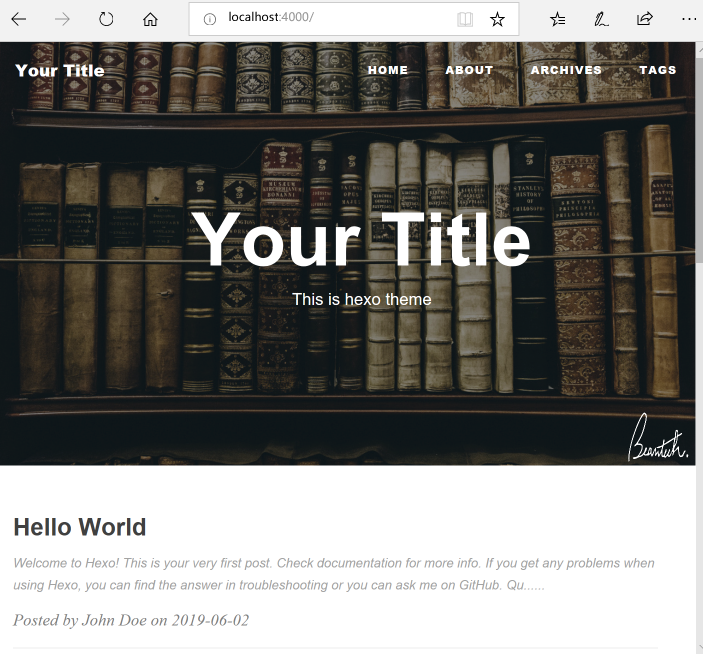 localhost:4000/
Your Title
HOME ABOUT ARCHIVES TAGS
Your Title
This is hexo theme
Beantech.
Hello World
Welcome to Hexo! This is your very first post. Check documentation for more info. If you get any problems when
using Hexo, you can find the answer in troubleshooting or you can ask me on GitHub. Qu......
Posted by John Doe on 2019-06-02